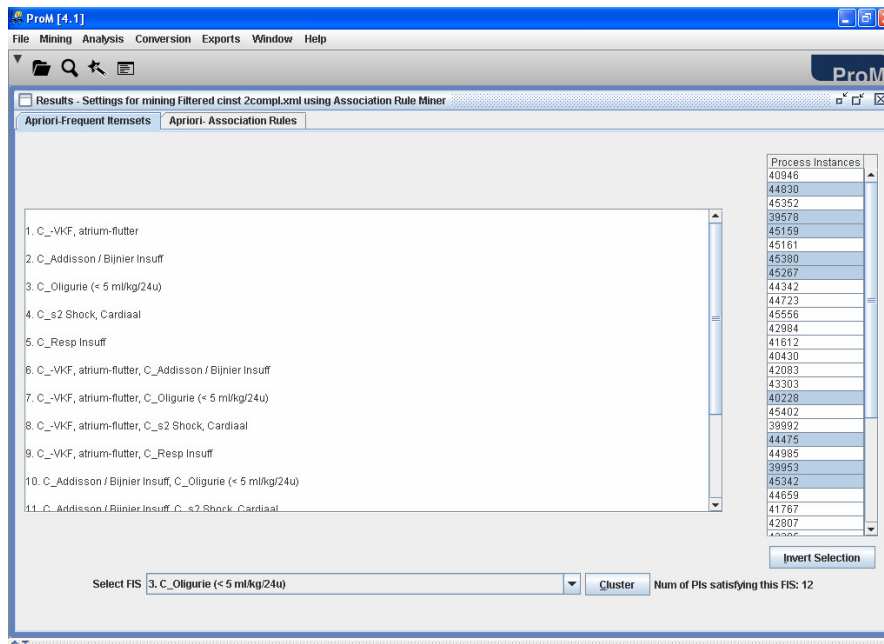 ProM [4.1]
File Mining Analysis Conversion Exports Window Help
ProM
Results - Settings for mining Filtered cinst 2compl.xml using Association Rule Miner
Apriori-Frequent Itemsets Apriori- Association Rules
Process Instances
40946
44830
45352
39578
45159
45161
45380
45267
44342
44723
45556
42984
41612
40430
42083
43303
40228
45402
39992
44475
44985
39953
45342
44659
41767
42807
1. C_-VKF, atrium-flutter
2. C_Addisson / Bijnier Insuff
3. C_Oligurie (< 5 ml/kg/24u)
4. C_s2 Shock, Cardiaal
5. C_Resp Insuff
6. C_-VKF, atrium-flutter, C_Addisson / Bijnier Insuff
7. C_-VKF, atrium-flutter, C_Oligurie (< 5 ml/kg/24u)
8. C_-VKF, atrium-flutter, C_s2 Shock, Cardiaal
9. C_-VKF, atrium-flutter, C_Resp Insuff
10. C_Addisson / Bijnier Insuff, C_Oligurie (< 5 ml/kg/24u)
11. C_Addisson / Bijnier Insuff, C_s2 Shock, Cardiaal
Invert Selection
Select FIS 3. C_Oligurie (< 5 ml/kg/24u) Cluster Num of PIs satisfying this FIS: 12